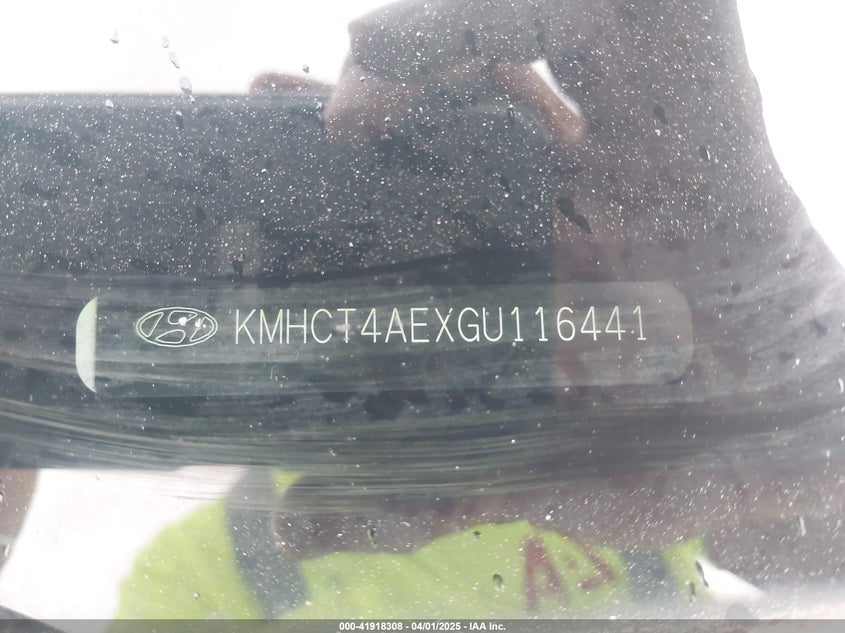 KMHCT4AEXGU116441
000-41918308 - 04/01/2025 - IAA Inc.